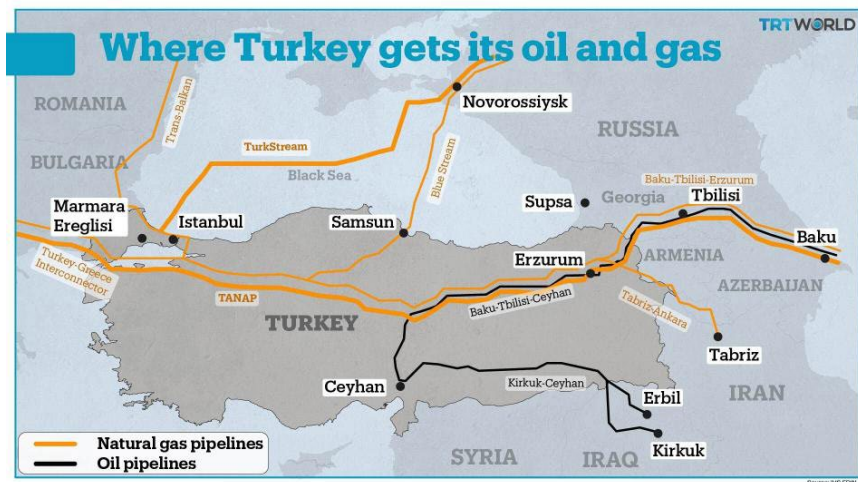 TRTWORLD
Where Turkey gets its oil and gas
ROMANIA
Trans-Balkan
Novorossiysk
RUSSIA
BULGARIA
TurkStream
Black Sea
Blue Stream
Baku-Tbilisi-Erzurum
Georgia
Tbilisi
Marmara
Ereglisi
Istanbul
Samsun
Supsa
Baku
Turkey-Greece
Interconnector
Erzurum
ARMENIA
AZERBAIJAN
TANAP
Baku-Tbilisi-Ceyhan
Tabriz-Ankara
TURKEY
Tabriz
Ceyhan
Kirkuk-Ceyhan
Erbil
IRAN
Kirkuk
Natural gas pipelines
Oil pipelines
SYRIA
IRAQ